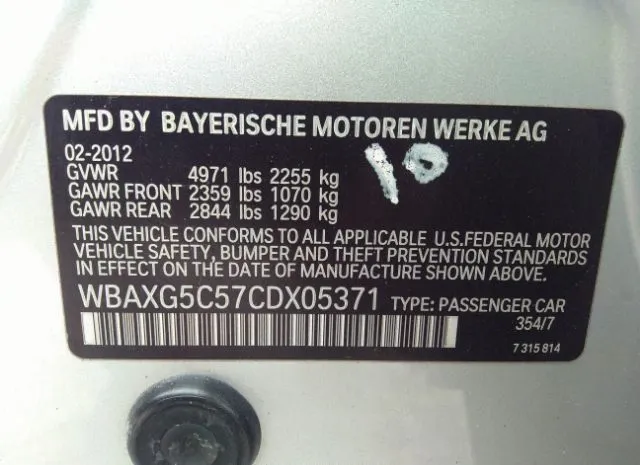 MFD BY BAYERISCHE MOTOREN WERKE AG
02-2012
GVWR 4971 lbs 2255 kg
GAWR FRONT 2359 lbs 1070 kg
GAWR REAR 2844 lbs 1290 kg
10
THIS VEHICLE CONFORMS TO ALL APPLICABLE U.S.FEDERAL MOTOR
VEHICLE SAFETY, BUMPER AND THEFT PREVENTION STANDARDS
IN EFFECT ON THE DATE OF MANUFACTURE SHOWN ABOVE.
WBAXG5C57CDX05371 TYPE: PASSENGER CAR
354/7
7 315 814